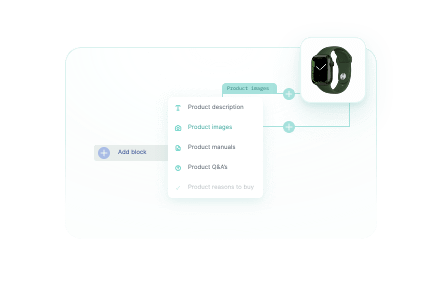 Product images
Product description
Product images
Product manuals
Add block
Product Q&A's
Product reasons to buy